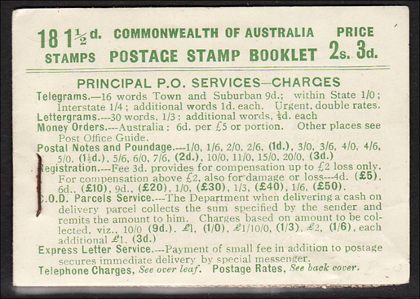 18 1½d. COMMONWEALTH OF AUSTRALIA PRICE
STAMPS POSTAGE STAMP BOOKLET 2s. 3d.
PRINCIPAL P.O. SERVICES—CHARGES
Telegrams.—16 words Town and Suburban 9d.; within State 1/0;
Interstate 1/4; additional words 1d. each. Urgent, double rates.
Lettergrams.—30 words, 1/3; additional words, ½d. each
Money Orders.—Australia; 6d. per £5 or portion. Other places see
Post Office Guide.
Postal Notes and Poundage.—1/0, 1/6, 2/0, 2/6, (1d.), 3/0, 3/6, 4/0, 4/6,
5/0, (1½d.), 5/6, 6/0, 7/6, (2d.), 10/0, 11/0, 15/0, 20/0, (3d.)
Registration.—Fee 3d. provides for compensation up to £2 loss only.
For compensation above £2, also for damage or loss—4d. (£5),
6d., (£10), 9d., (£20), 1/0, (£30), 1/3, (£40), 1/6, (£50).
C.O.D. Parcels Service.—The Department when delivering a cash on
delivery parcel collects the sum specified by the sender and
remits the amount to him. Charges based on amount to be col-
lected, viz., 10/0 (9d.), £1, (1/0), £1/10/0, (1/3), £2, (1/6), each
additional £1, (3d.)
Express Letter Service.—Payment of small fee in addition to postage
secures immediate delivery by special messenger.
Telephone Charges, See over leaf. Postage Rates, See back cover.